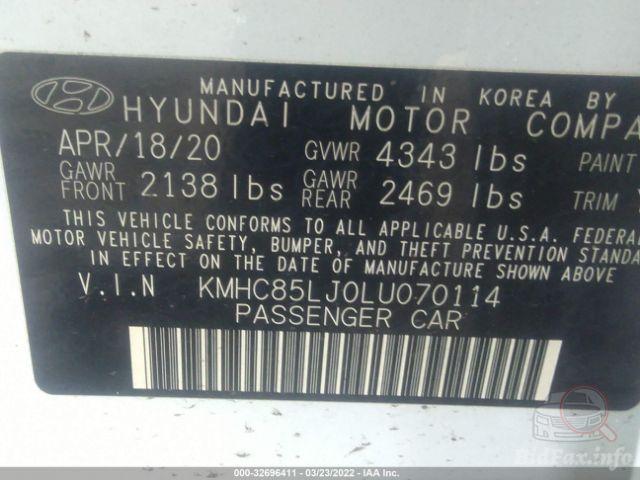 MANUFACTURED IN KOREA BY
HYUNDAI MOTOR COMPA
APR/18/20 GVWR 4343 lbs PAINT
GAWR FRONT 2138 lbs GAWR REAR 2469 lbs TRIM
THIS VEHICLE CONFORMS TO ALL APPLICABLE U.S.A. FEDERAL
MOTOR VEHICLE SAFETY, BUMPER, AND THEFT PREVENTION STANDA
IN EFFECT ON THE DATE OF MANUFACTURE SHOWN ABOVE
V.I.N KMHC85LJ0LU070114
PASSENGER CAR
BidFax.info
000-32696411 - 03/23/2022 - IAA Corp.